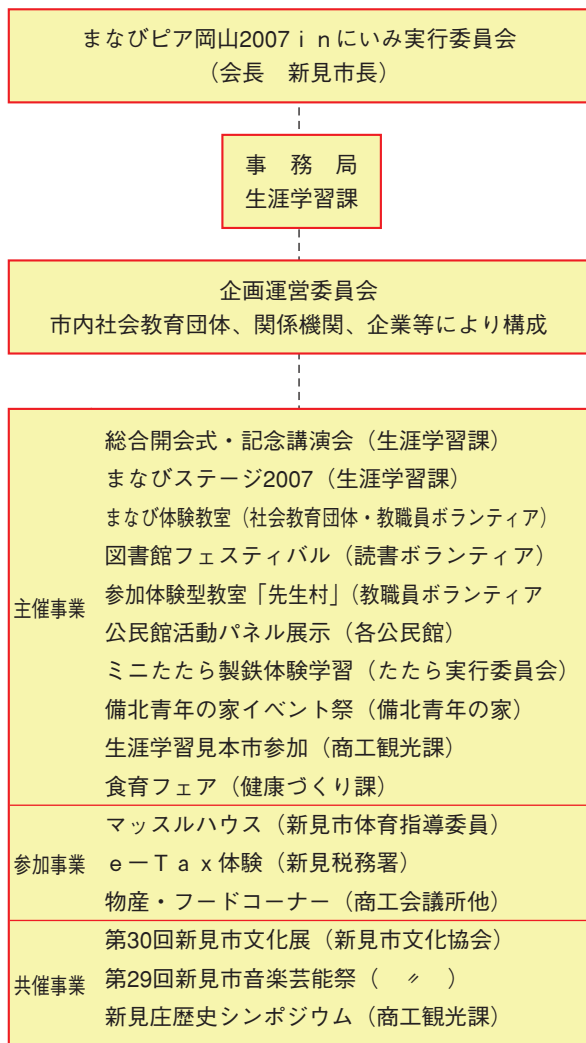 まなびピア岡山2007ｉｎにいみ実行委員会
（会長　新見市長）
事　務　局
生涯学習課
企画運営委員会
市内社会教育団体、関係機関、企業等により構成
主催事業
総合開会式・記念講演会（生涯学習課）
まなびステージ2007（生涯学習課）
まなび体験教室（社会教育団体・教職員ボランティア）
図書館フェスティバル（読書ボランティア）
参加体験型教室「先生村」（教職員ボランティア
公民館活動パネル展示（各公民館）
ミニたたら製鉄体験学習（たたら実行委員会）
備北青年の家イベント祭（備北青年の家）
生涯学習見本市参加（商工観光課）
食育フェア（健康づくり課）
参加事業
マッスルハウス（新見市体育指導委員）
ｅーＴａｘ体験（新見税務署）
物産・フードコーナー（商工会議所他）
共催事業
第30回新見市文化展（新見市文化協会）
第29回新見市音楽芸能祭（　〃　）
新見庄歴史シンポジウム（商工観光課）